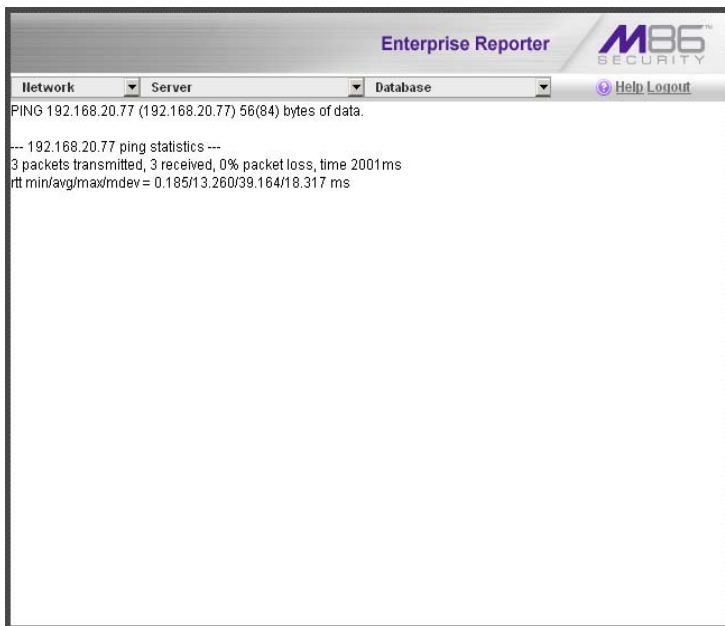 Enterprise Reporter
M86™
SECURITY
Network
Server
Database
Help Logout
PING 192.168.20.77 (192.168.20.77) 56(84) bytes of data.
--- 192.168.20.77 ping statistics ---
3 packets transmitted, 3 received, 0% packet loss, time 2001ms
rtt min/avg/max/mdev = 0.185/13.260/39.164/18.317 ms